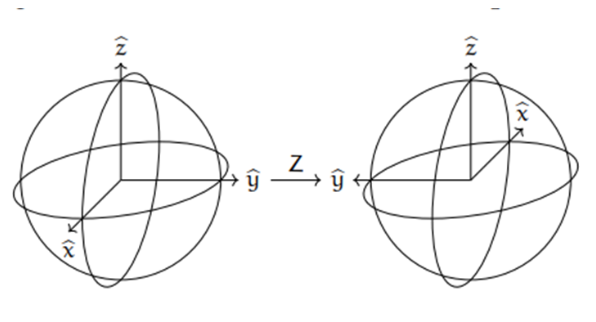 ẑ ẑ
x̂
ŷ Z ŷ
x̂